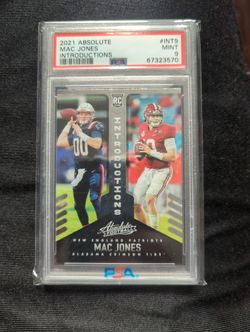 2021 ABSOLUTE #INT9
MAC JONES MINT
INTRODUCTIONS 9
PSA 67323570
RC
INTRODUCTIONS
Absolute
NEW ENGLAND PATRIOTS
MAC JONES
ALABAMA CRIMSON TIDE
PSA